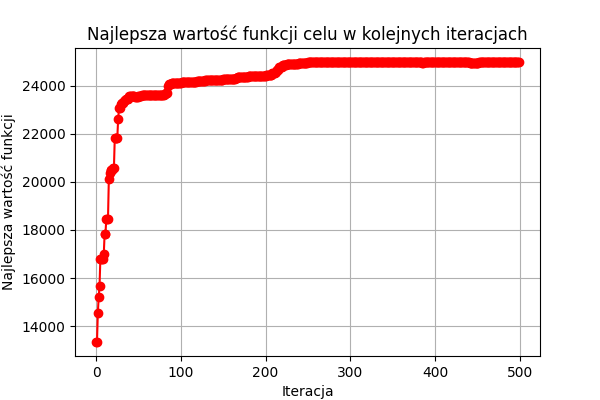 Najlepsza wartość funkcji celu w kolejnych iteracjach
Najlepsza wartość funkcji
24000
22000
20000
18000
16000
14000
0 100 200 300 400 500
Iteracja